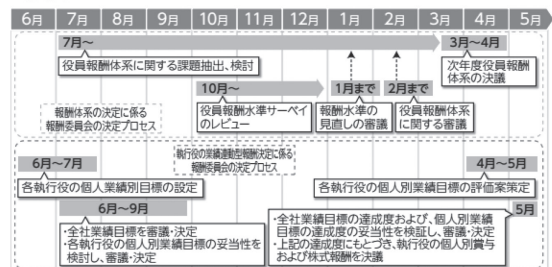 6月 7月 8月 9月 10月 11月 12月 1月 2月 3月 4月 5月
7月～
役員報酬体系に関する課題抽出、検討
3月～4月
次年度役員報酬
体系の決議
10月～
役員報酬水準サーベイ
のレビュー
1月まで
報酬水準の
見直しの審議
2月まで
役員報酬体系
に関する審議
報酬体系の決定に係る
報酬委員会の決定プロセス
執行役の業績連動型報酬決定に係る
報酬委員会の決定プロセス
6月～7月
各執行役の個人業績別目標の設定
4月～5月
各執行役の個人別業績目標の評価案策定
6月～9月
・全社業績目標を審議・決定
・各執行役の個人別業績目標の妥当性を
検討し、審議・決定
5月
・全社業績目標の達成度および、個人別業績
目標の達成度の妥当性を検証し、審議・決定
・上記の達成度にもとづき、執行役の個人別賞与
および株式報酬を決議